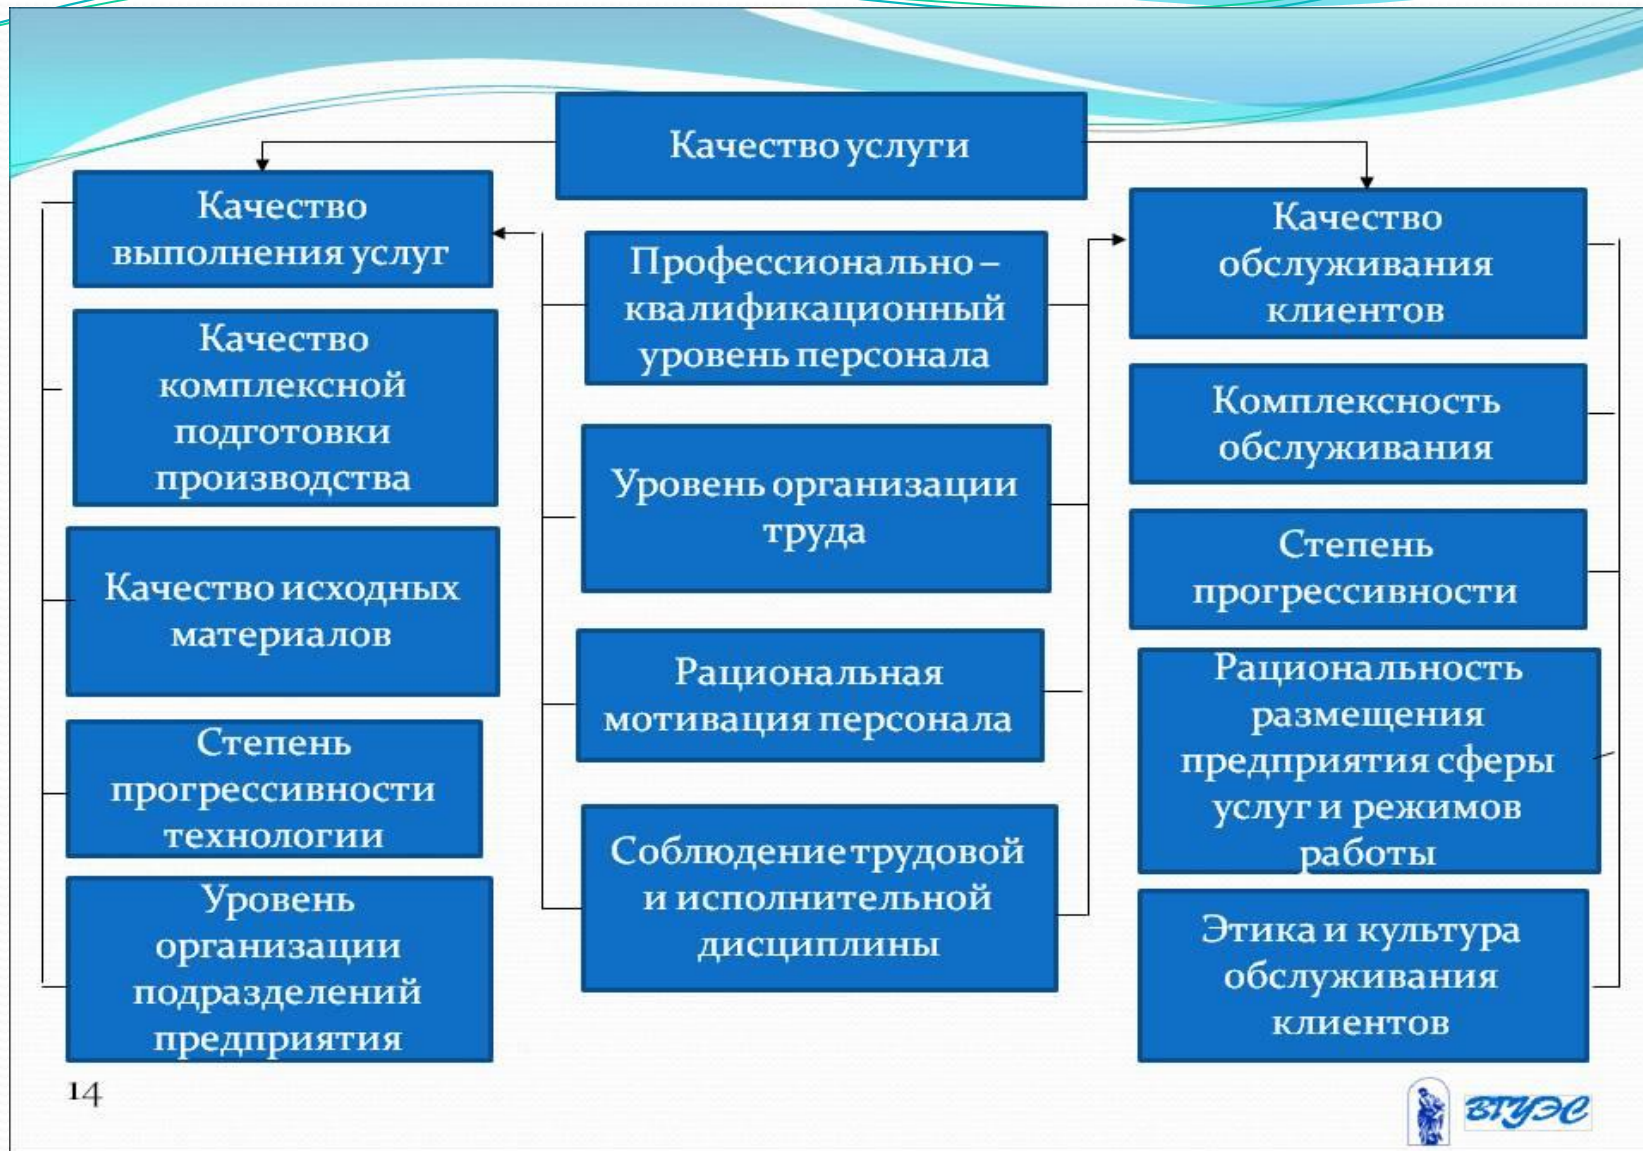 Качество услуги
Качество
выполнения услуг
Качество
комплексной
подготовки
производства
Качество исходных
материалов
Степень
прогрессивности
технологии
Уровень
организации
подразделений
предприятия
Профессионально –
квалификационный
уровень персонала
Уровень организации
труда
Рациональная
мотивация персонала
Соблюдение трудовой
и исполнительной
дисциплины
Качество
обслуживания
клиентов
Комплексность
обслуживания
Степень
прогрессивности
Рациональность
размещения
предприятия сферы
услуг и режимов
работы
Этика и культура
обслуживания
клиентов
14
ВГУЭС